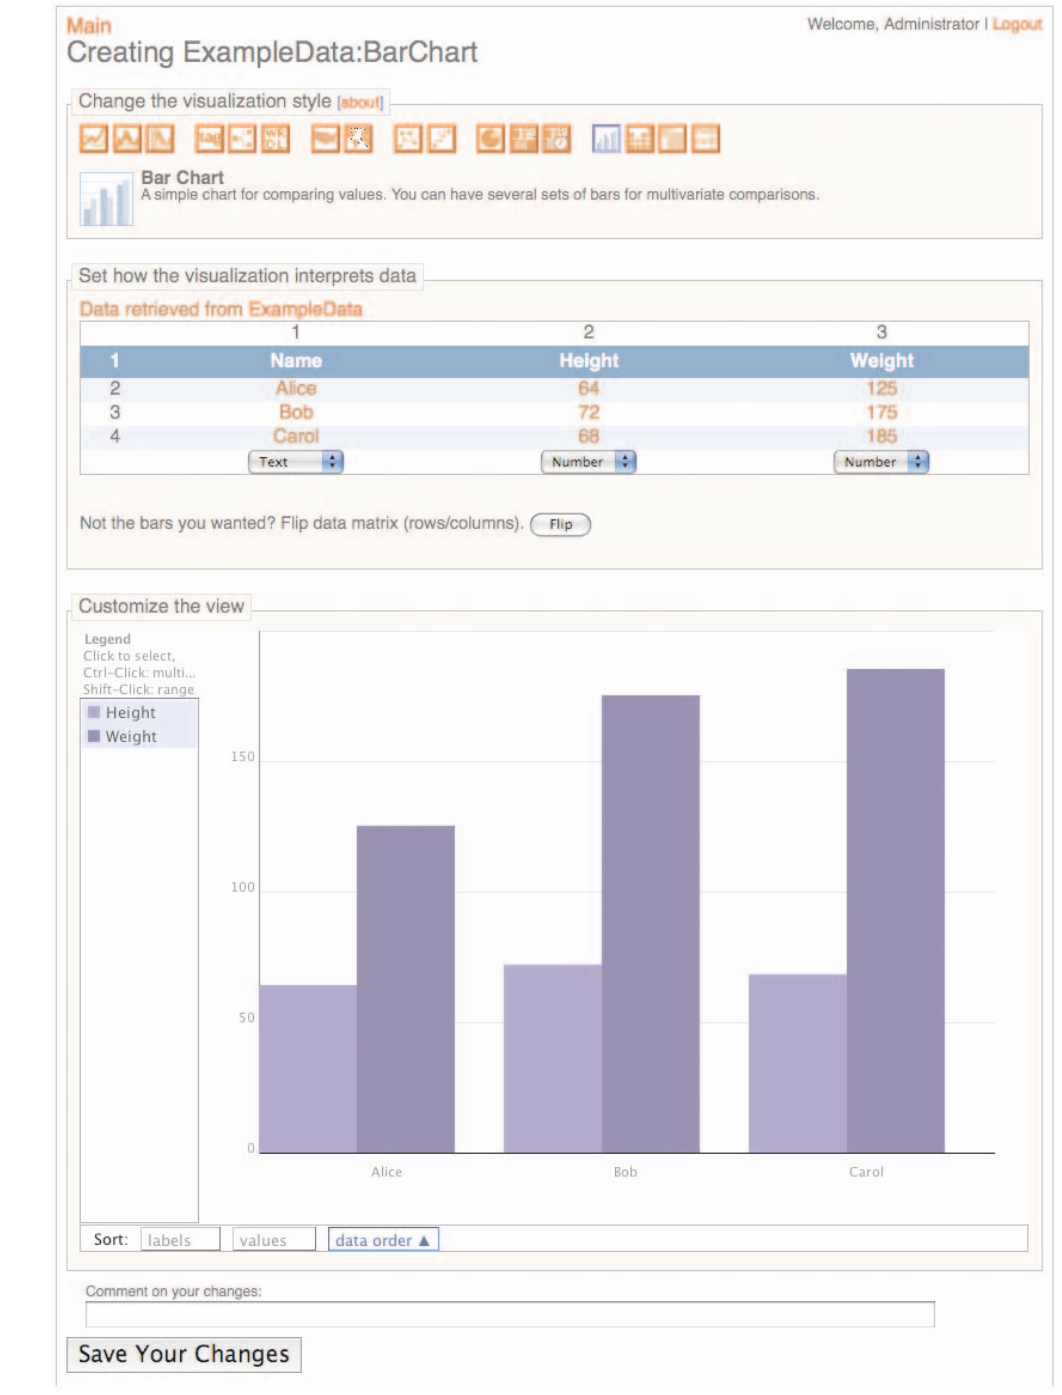 Main
Welcome, Administrator | Logout
Creating ExampleData:BarChart
Change the visualization style [about]
tag
Bar Chart
A simple chart for comparing values. You can have several sets of bars for multivariate comparisons.
Set how the visualization interprets data
Data retrieved from ExampleData
1 2 3
1 Name Height Weight
2 Alice 64 125
3 Bob 72 175
4 Carol 68 185
Text Number Number
Not the bars you wanted? Flip data matrix (rows/columns). Flip
Customize the view
Legend
Click to select,
Ctrl-Click: multi...
Shift-Click: range
Height
Weight
150
100
50
0
Alice Bob Carol
Sort: labels values data order ▲
Comment on your changes:
Save Your Changes